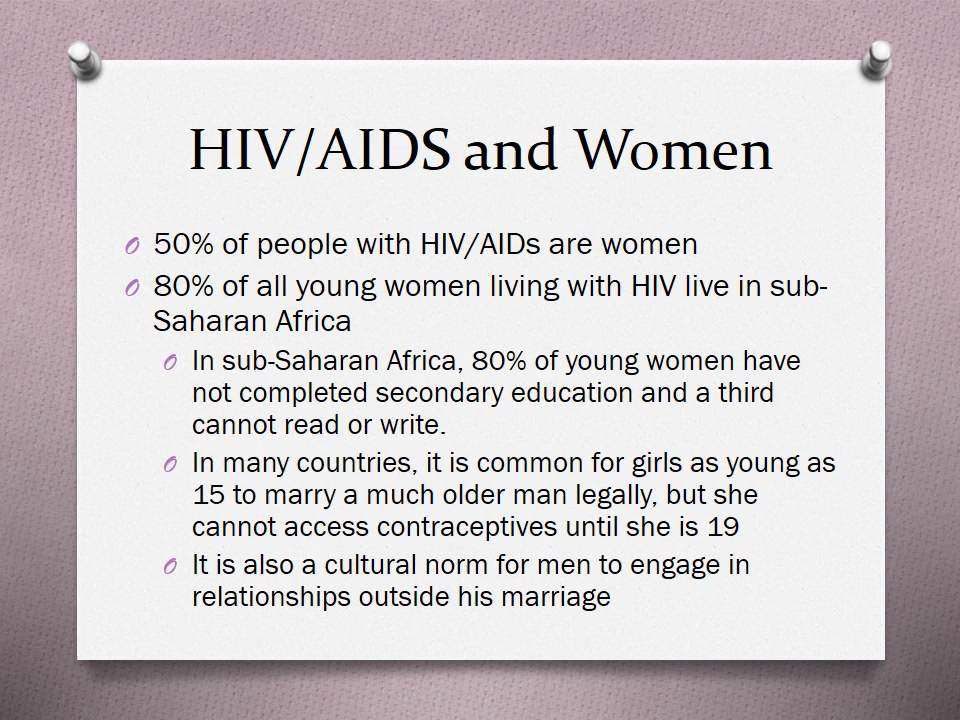 HIV/AIDS and Women
50% of people with HIV/AIDs are women
80% of all young women living with HIV live in sub-
Saharan Africa
In sub-Saharan Africa, 80% of young women have
not completed secondary education and a third
cannot read or write.
In many countries, it is common for girls as young as
15 to marry a much older man legally, but she
cannot access contraceptives until she is 19
It is also a cultural norm for men to engage in
relationships outside his marriage